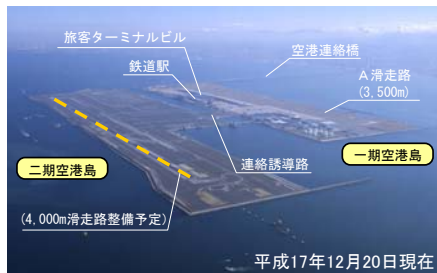 旅客ターミナルビル
空港連絡橋
鉄道駅
A滑走路
(3,500m)
連絡誘導路
一期空港島
二期空港島
(4,000m滑走路整備予定)
平成17年12月20日現在